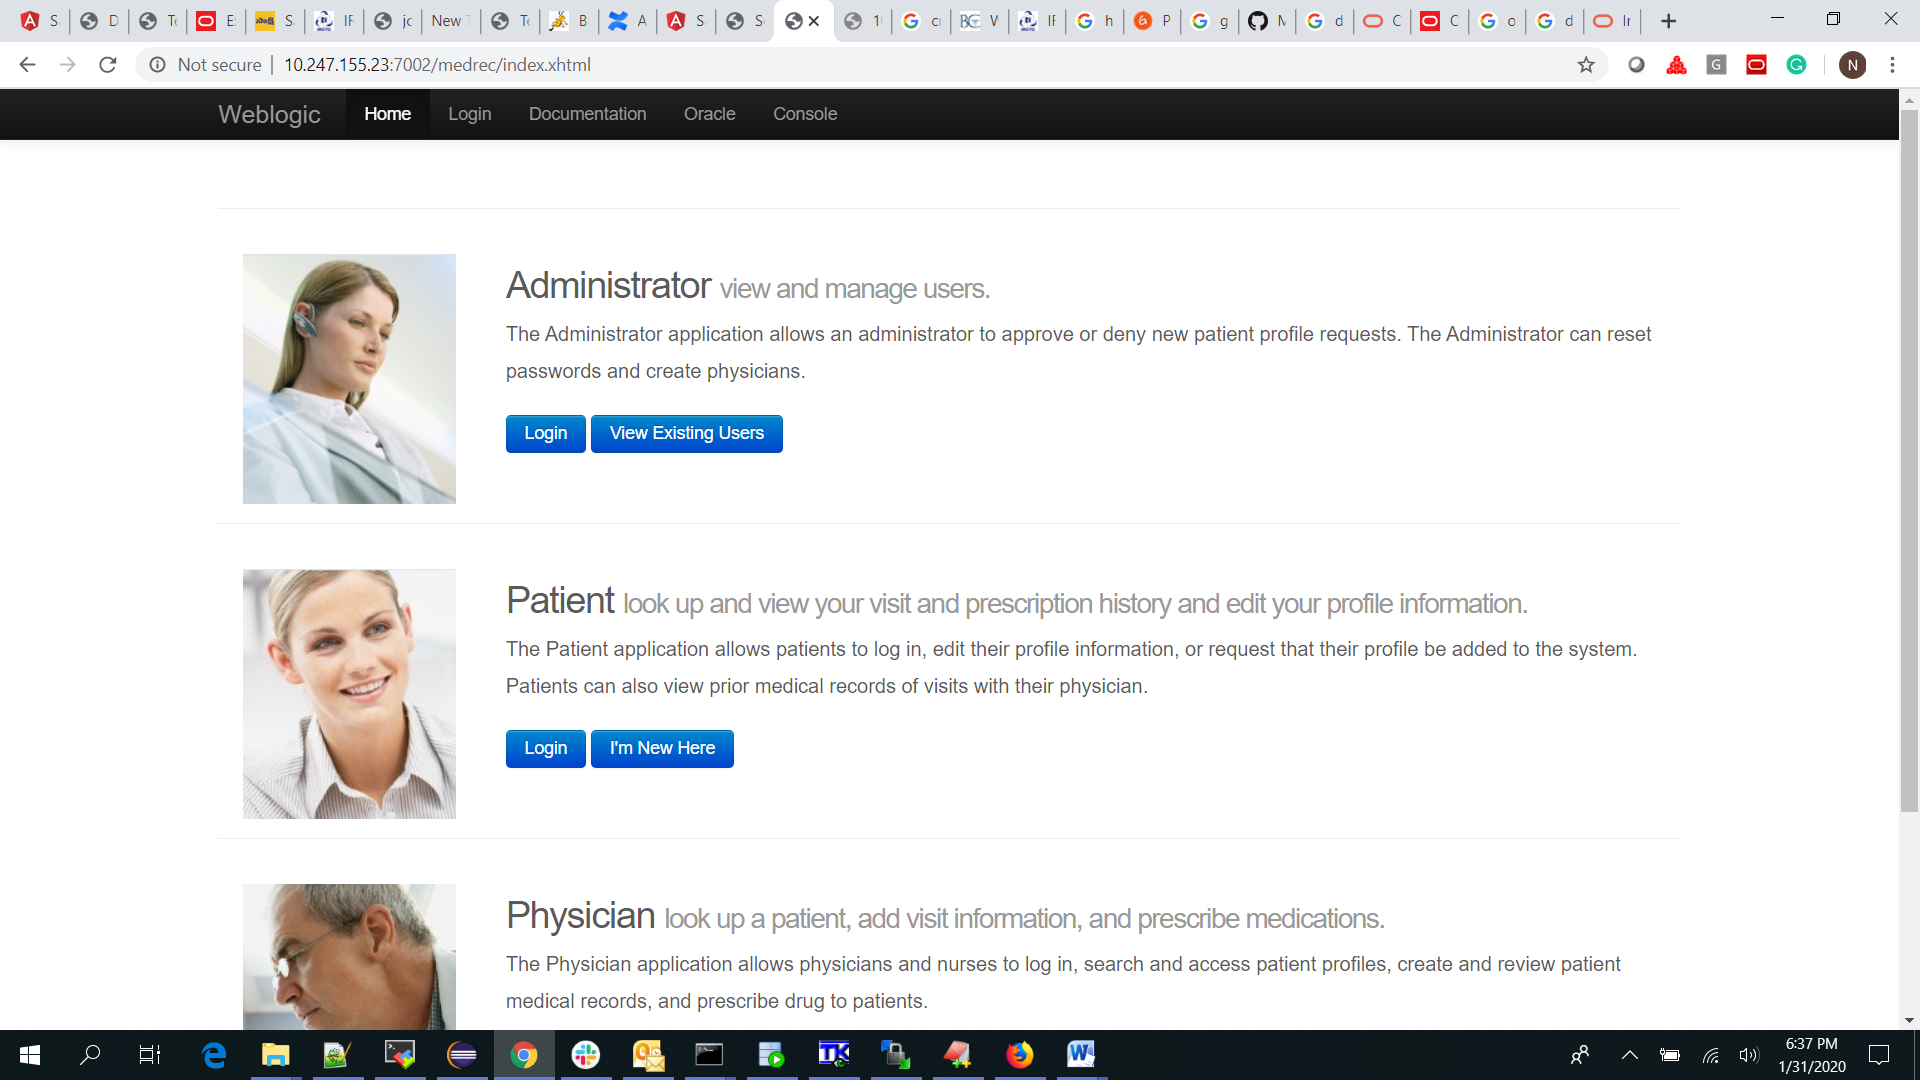 S
D
Te
E
S
IF
jo
New T
Te
B
A
S
S
1
G
c
W
IF
G
h
P
G
g
M
G
d
C
C
G
o
G
d
Ir
Not secure | 10.247.155.23:7002/medrec/index.xhtml
G
N
Weblogic Home Login Documentation Oracle Console
Administrator view and manage users.
The Administrator application allows an administrator to approve or deny new patient profile requests. The Administrator can reset
passwords and create physicians.
Login View Existing Users
Patient look up and view your visit and prescription history and edit your profile information.
The Patient application allows patients to log in, edit their profile information, or request that their profile be added to the system.
Patients can also view prior medical records of visits with their physician.
Login I'm New Here
Physician look up a patient, add visit information, and prescribe medications.
The Physician application allows physicians and nurses to log in, search and access patient profiles, create and review patient
medical records, and prescribe drug to patients.
6:37 PM
1/31/2020